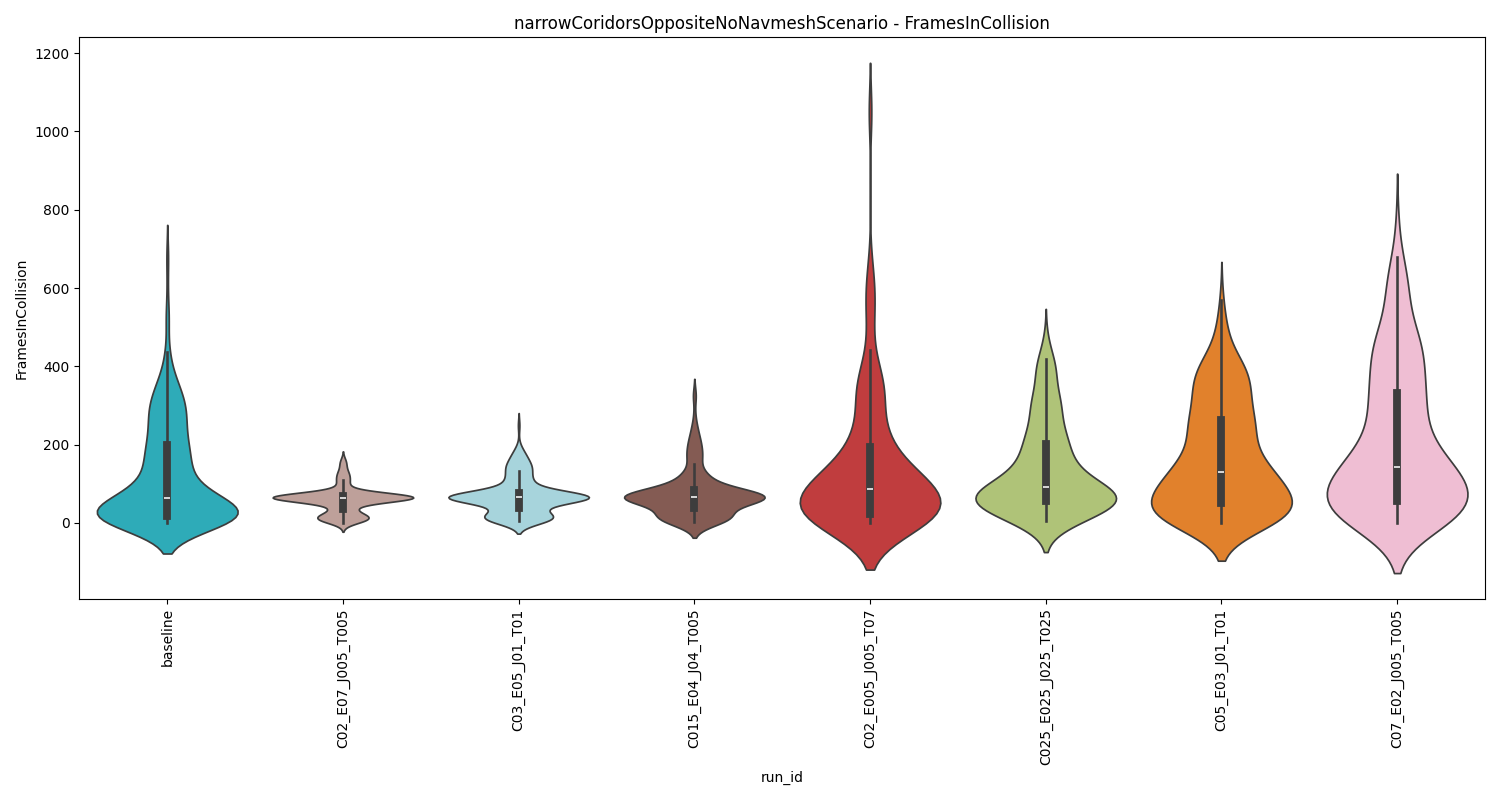 narrowCoridorsOppositeNoNavmeshScenario - FramesInCollision
FramesInCollision
1200
1000
800
600
400
200
0
baseline
C02_E07_J005_T005
C03_E05_J01_T01
C015_E04_J04_T005
C02_E005_J005_T07
C025_E025_J025_T025
C05_E03_J01_T01
C07_E02_J005_T005
run_id